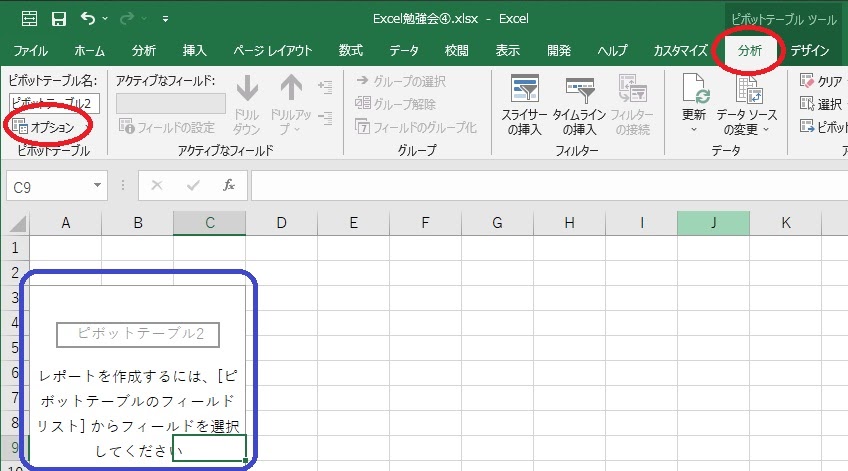 Excel勉強会④.xlsx - Excel
ピボットテーブル ツール
ファイル ホーム 分析 挿入 ページ レイアウト 数式 データ 校閲 表示 開発 ヘルプ カスタマイズ 分析 デザイン
ピボットテーブル名:
ピボットテーブル2
オプション
ピボットテーブル
アクティブなフィールド:
フィールドの設定
ドリル
ダウン
ドリル
アップ
アクティブなフィールド
グループの選択
グループ解除
フィールドのグループ化
グループ
スライサー
の挿入
タイムライン
の挿入
フィルター
の接続
フィルター
更新
データ ソース
の変更
データ
クリア
選択
ピボット
C9
fx
A B C D E F G H I J K
1
2
3
4
ピボットテーブル2
5
6
レポートを作成するには、[ピ
7
ボットテーブルのフィールド
8
リスト] からフィールドを選択
9
してください